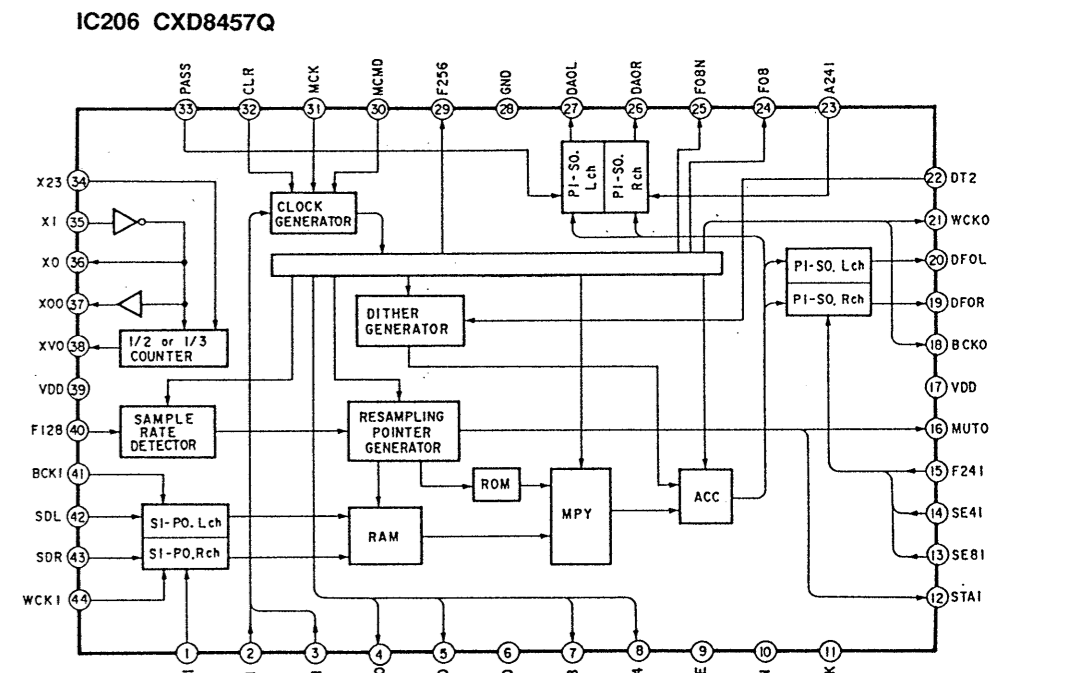 IC206 CXD8457Q
PASS
CLR
MCK
MCMD
F256
GND
DAOL
DAOR
FO8N
FO8
A241
33
32
31
30
29
28
27
26
25
24
23
X23 34
X1 35
XO 36
XOO 37
XVO 38
VDD 39
F128 40
BCK1 41
SDL 42
SDR 43
WCK1 44
CLOCK
GENERATOR
PI-SO.
Lch
PI-SO.
Rch
22 DT2
21 WCKO
20 DFOL
19 DFOR
18 BCKO
17 VDD
16 MUTO
15 F241
14 SE41
13 SE81
12 STA1
PI-SO. Lch
PI-SO. Rch
DITHER
GENERATOR
1/2 or 1/3
COUNTER
SAMPLE
RATE
DETECTOR
RESAMPLING
POINTER
GENERATOR
ROM
MPY
ACC
RAM
SI-PO. Lch
SI-PO. Rch
1
2
3
4
5
6
7
8
9
10
11